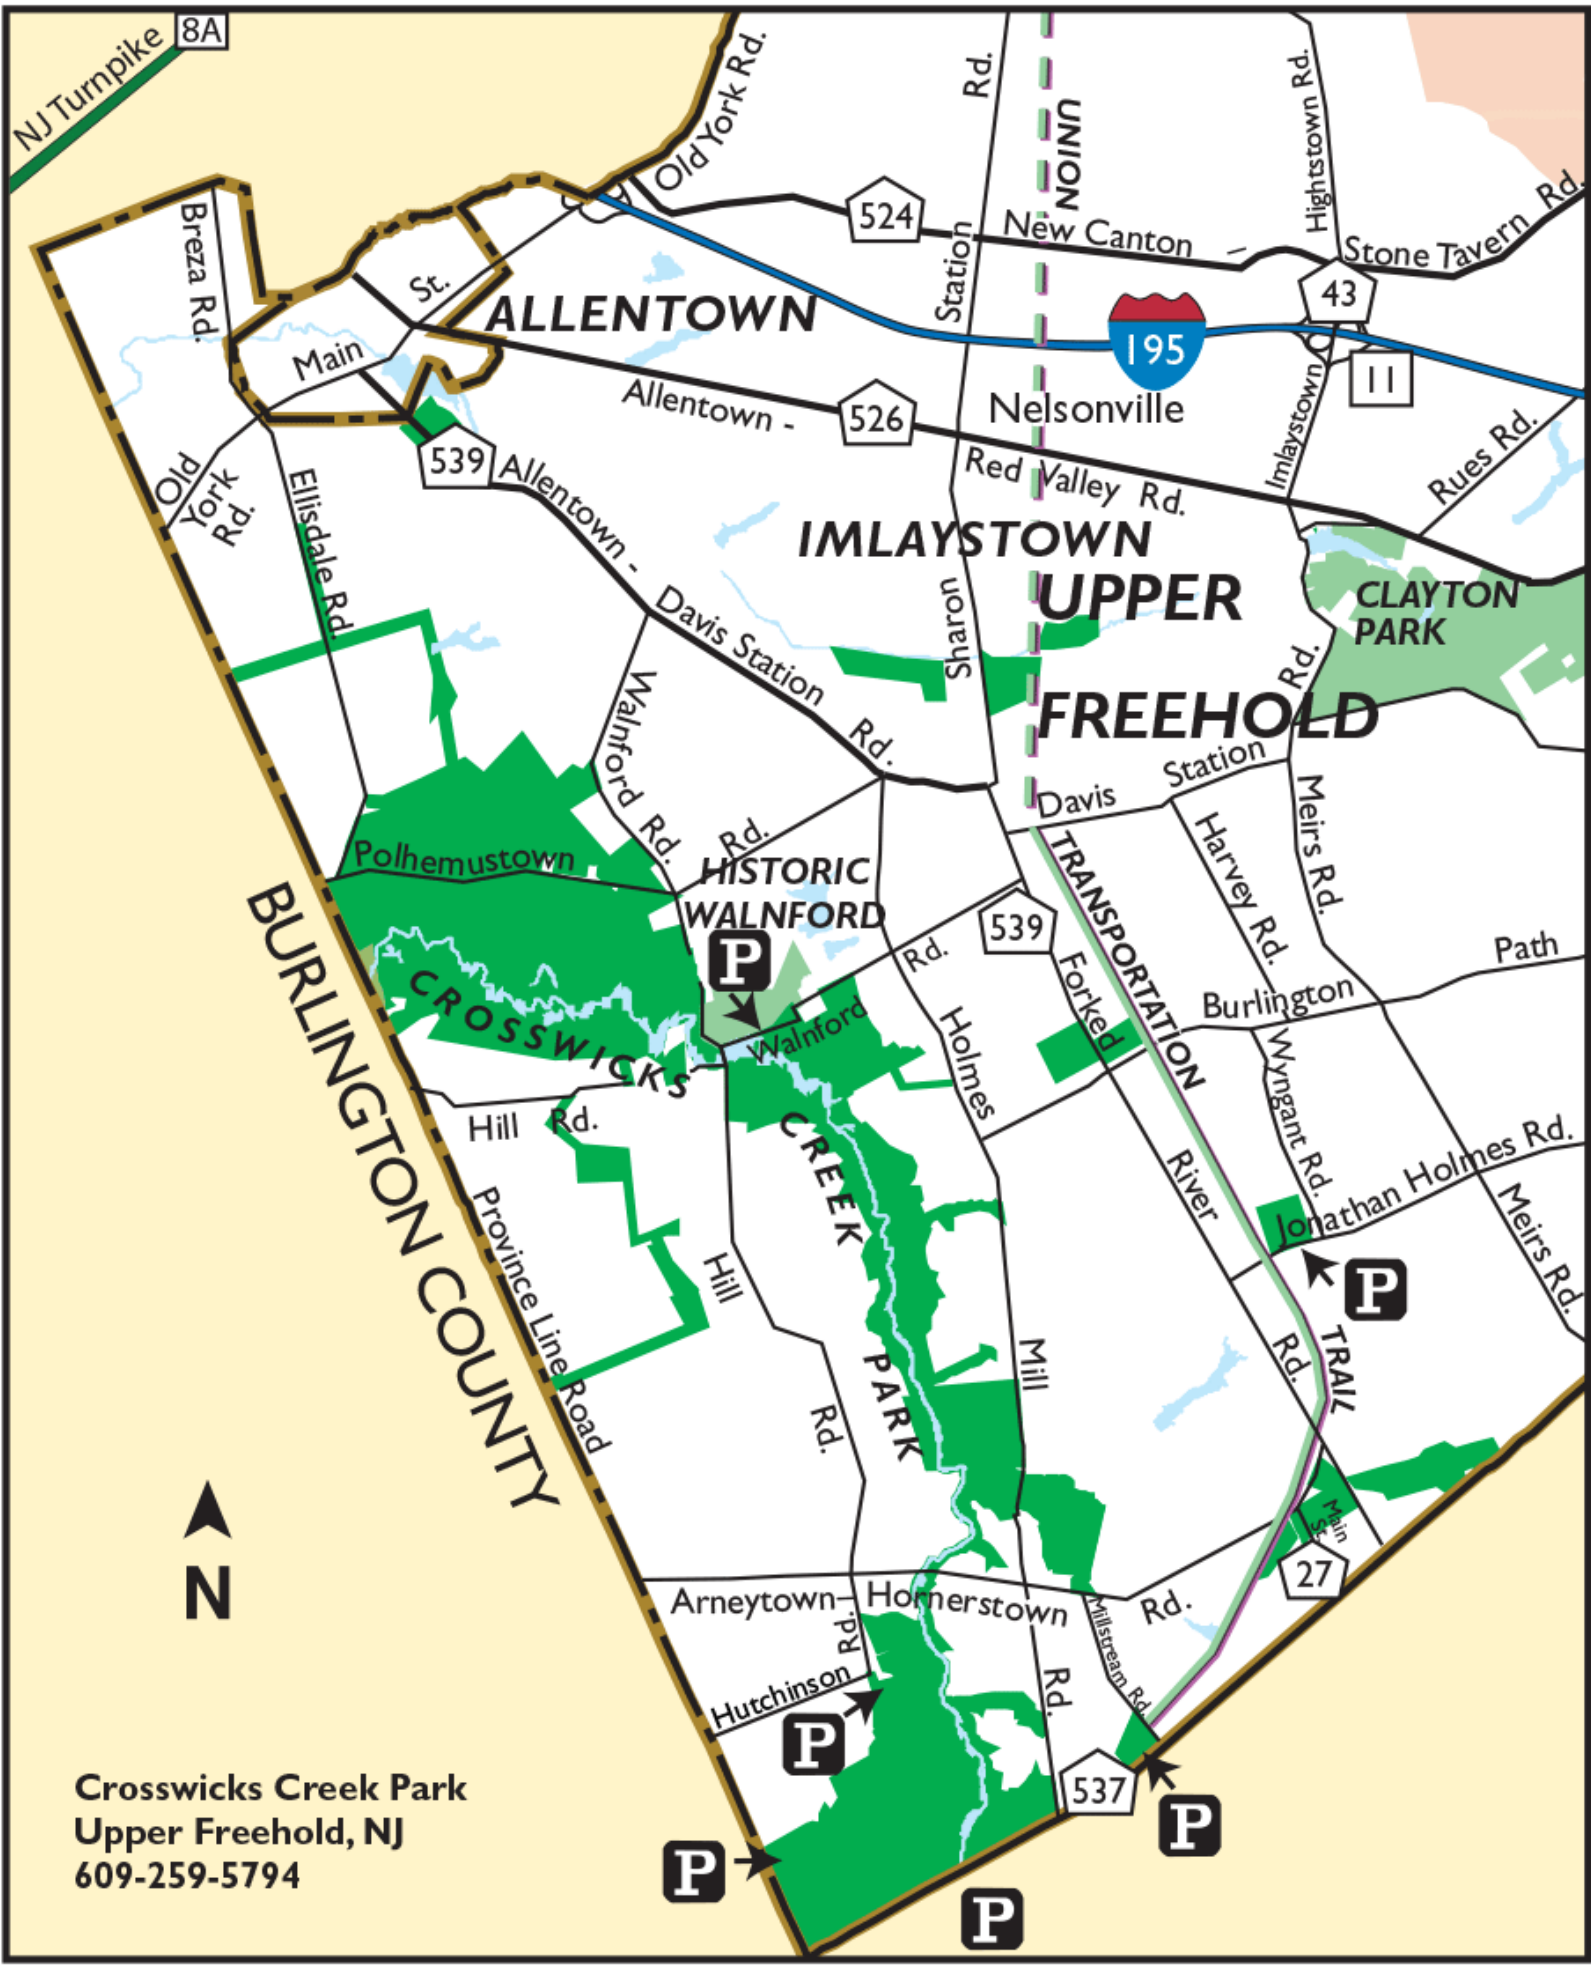 8A
NJ Turnpike
Old York Rd.
Rd.
UNION
Hightstown Rd.
Breza Rd.
524
New Canton -
Stone Tavern Rd.
Station
43
St.
ALLENTOWN
195
11
Main
Allentown -
526
Nelsonville
Imlaystown
Rues Rd.
Red Valley Rd.
539
Allentown -
Old
York
Rd.
Ellisdale Rd.
IMLAYSTOWN
UPPER
FREEHOLD
CLAYTON
PARK
Sharon
Davis Station
Rd.
Walnford Rd.
Rd.
Davis
Station
Rd.
Meirs Rd.
Harvey Rd.
Polhemustown
Rd.
HISTORIC
WALNFORD
P
539
TRANSPORTATION
Forked
Path
Burlington
Rd.
Walnford
Holmes
Wyngant Rd.
BURLINGTON COUNTY
CROSSWICKS
CREEK
PARK
Hill Rd.
Province Line Road
Hill
Rd.
River
Rd.
Jonathan Holmes Rd.
Meirs Rd.
P
TRAIL
Mill
Rd.
Main
St.
27
N
Arneytown - Hornerstown
Rd.
Millstream Rd.
Rd.
Hutchinson
P
537
P
P
P
Crosswicks Creek Park
Upper Freehold, NJ
609-259-5794